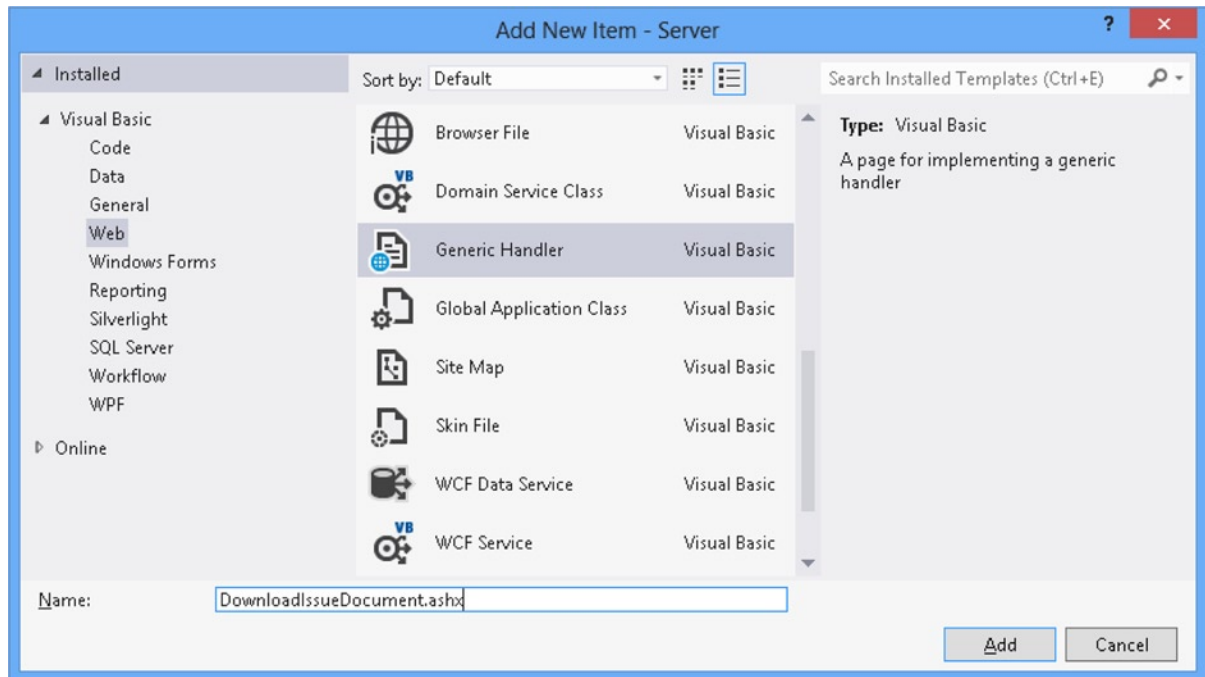 Add New Item - Server
?
Installed
Sort by: Default
Search Installed Templates (Ctrl+E)
Visual Basic
Code
Data
General
Web
Windows Forms
Reporting
Silverlight
SQL Server
Workflow
WPF
Online
Browser File Visual Basic
VB
Domain Service Class Visual Basic
Generic Handler Visual Basic
Global Application Class Visual Basic
Site Map Visual Basic
Skin File Visual Basic
WCF Data Service Visual Basic
VB
WCF Service Visual Basic
Type: Visual Basic
A page for implementing a generic
handler
Name: DownloadIssueDocument.ashx
Add Cancel